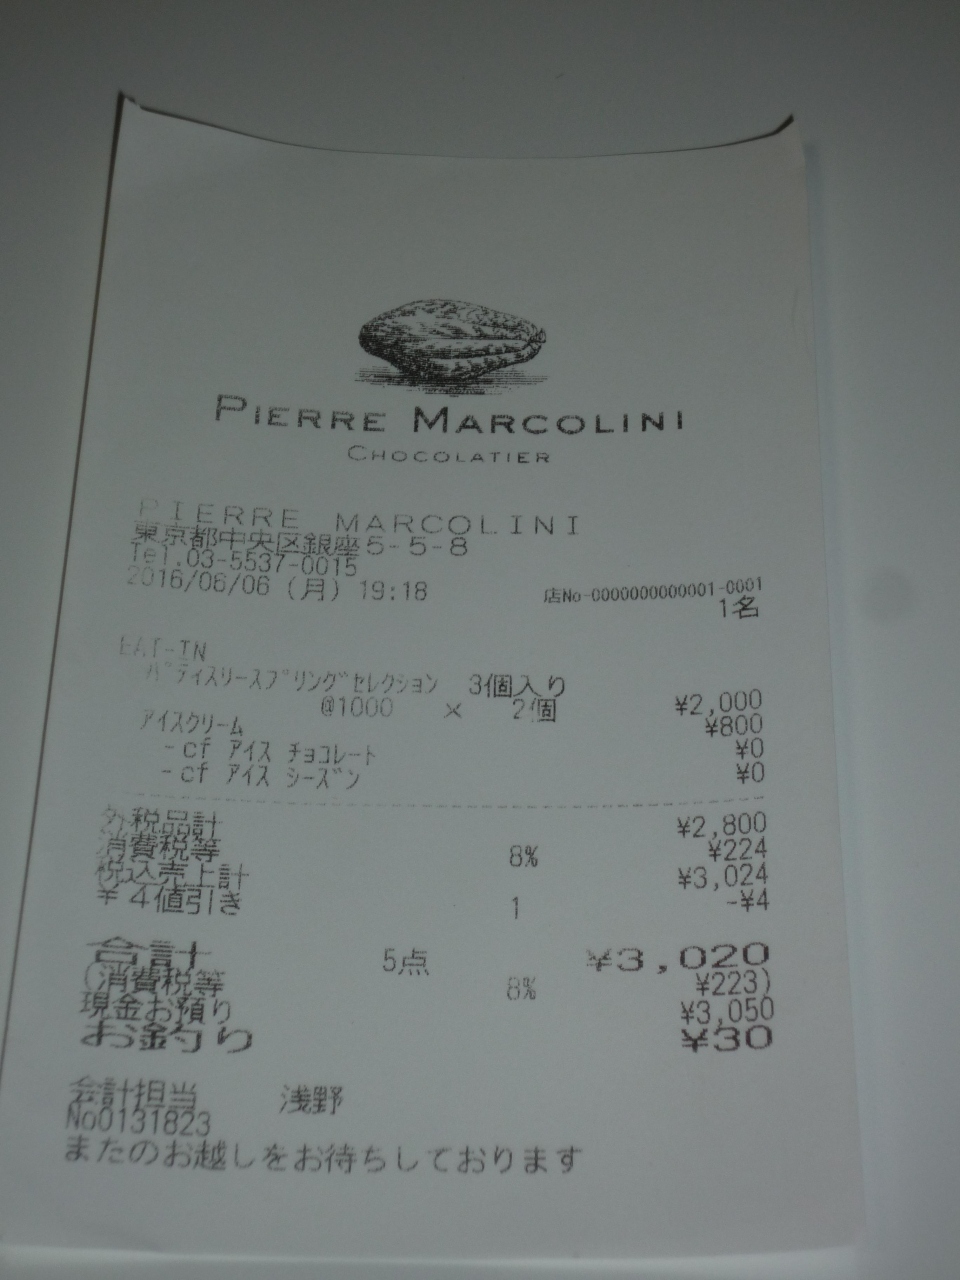 PIERRE MARCOLINI
CHOCOLATIER
PIERRE MARCOLINI
東京都中央区銀座5-5-8
Tel.03-5537-0015
2016/06/06 (月) 19:18 店No-0000000000001-0001
1名
EAT-IN
ﾊﾟﾃｨｽﾘｰｽﾌﾟﾘﾝｸﾞｾﾚｸｼｮﾝ 3個入り
@1000 × 2個 ¥2,000
ｱｲｽｸﾘｰﾑ ¥800
-cf ｱｲｽ ﾁｮｺﾚｰﾄ ¥0
-cf ｱｲｽ ｼｰｽﾞﾝ ¥0
外税品計 ¥2,800
消費税等 8% ¥224
税込売上計 ¥3,024
¥4値引き 1 -¥4
合計 5点 ¥3,020
(消費税等 8% ¥223)
現金お預り ¥3,050
お釣り ¥30
会計担当 浅野
No0131823
またのお越しをお待ちしております